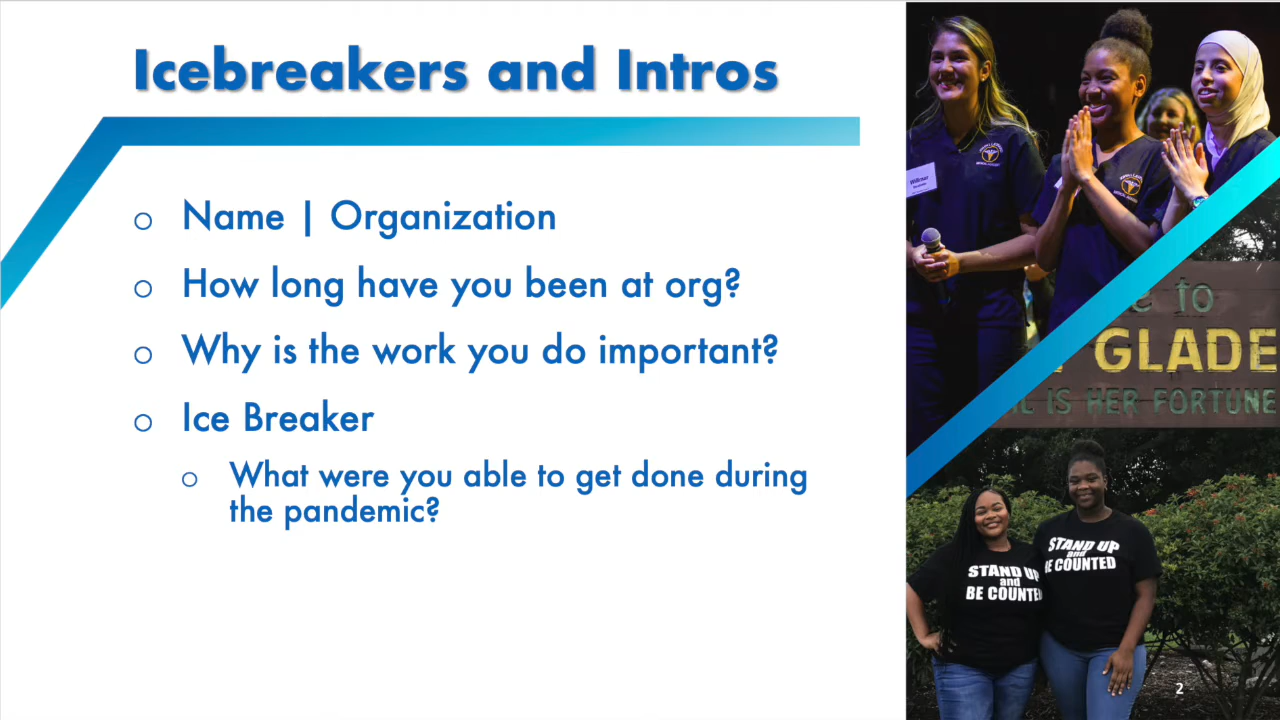 Icebreakers and Intros
o Name | Organization
o How long have you been at org?
o Why is the work you do important?
o Ice Breaker
o What were you able to get done during
the pandemic?
to
GLADE
IS HER FORTUNE
STAND UP
and
BE COUNTED
STAND UP
and
BE COUNTE
2